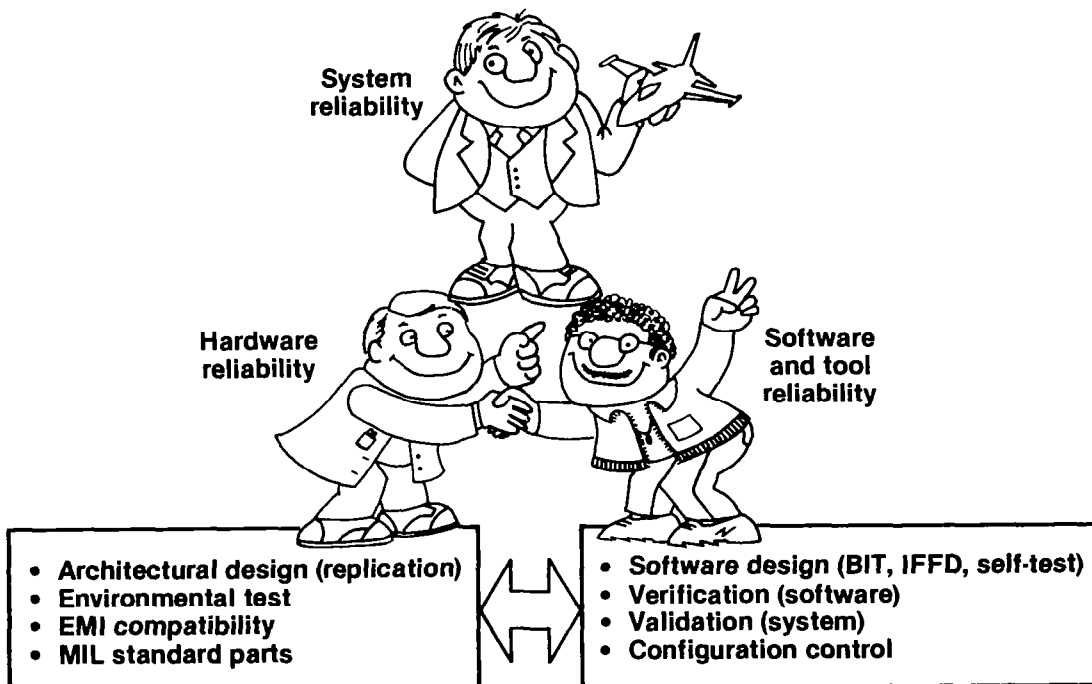 System
reliability
Hardware
reliability
Software
and tool
reliability
• Architectural design (replication)
• Environmental test
• EMI compatibility
• MIL standard parts
• Software design (BIT, IFFD, self-test)
• Verification (software)
• Validation (system)
• Configuration control